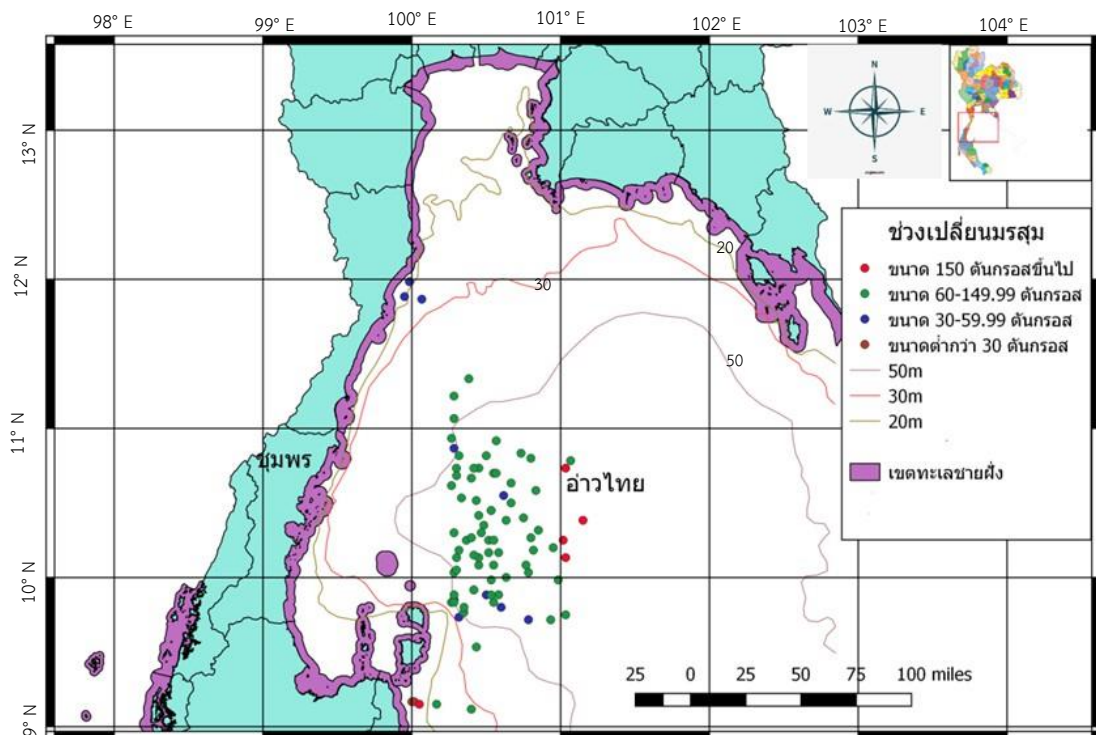 98° E 99° E 100° E 101° E 102° E 103° E 104° E
N
W E
S
13° N
12° N
11° N
10° N
9° N
20
30
50
ชุมพร
อ่าวไทย
ช่วงเปลี่ยนมรสุม
ขนาด 150 ตันกรอสขึ้นไป
ขนาด 60-149.99 ตันกรอส
ขนาด 30-59.99 ตันกรอส
ขนาดต่ำกว่า 30 ตันกรอส
50m
30m
20m
เขตทะเลชายฝั่ง
25 0 25 50 75 100 miles